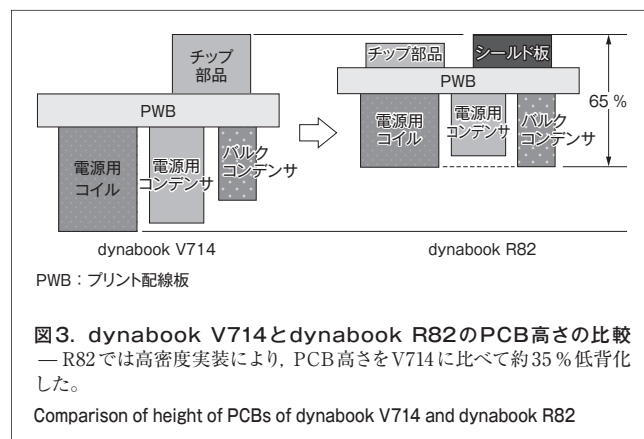 チップ
部品
PWB
電源用
コイル
電源用
コンデンサ
バルク
コンデンサ
dynabook V714
チップ部品
シールド板
PWB
電源用
コイル
電源用
コンデンサ
バルク
コンデンサ
65 %
dynabook R82
PWB：プリント配線板
図3. dynabook V714とdynabook R82のPCB高さの比較
— R82では高密度実装により，PCB高さをV714に比べて約35％低背化
した。
Comparison of height of PCBs of dynabook V714 and dynabook R82